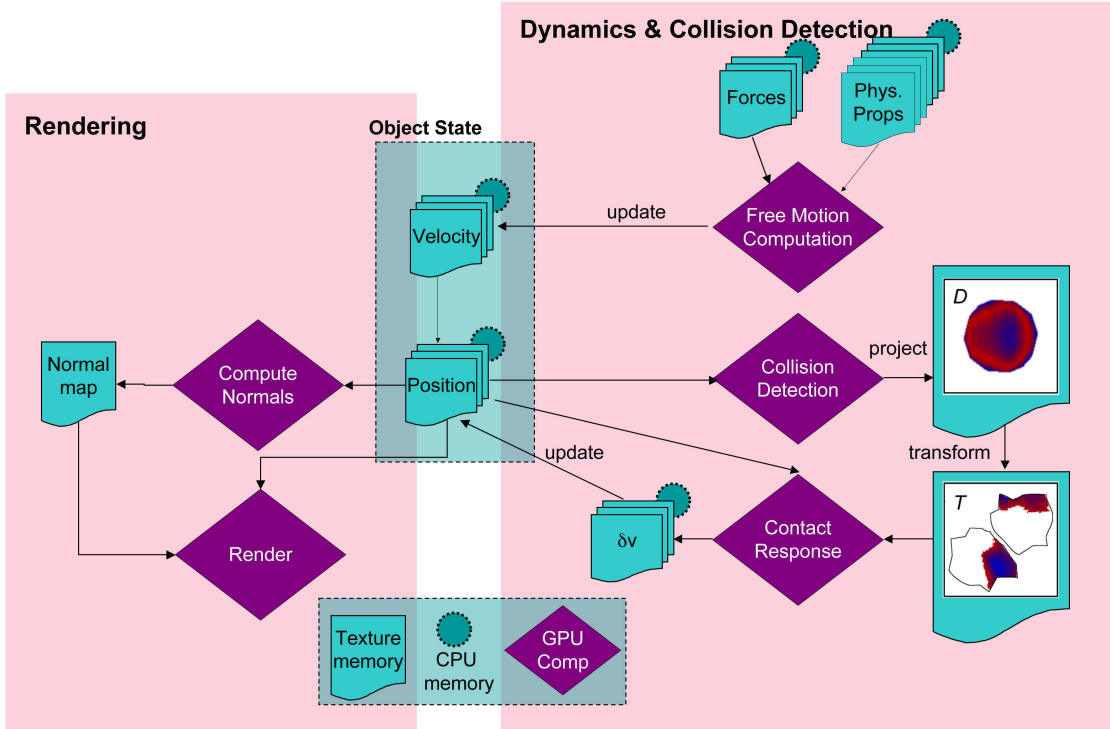 Dynamics & Collision Detection
Forces
Phys.
Props
Rendering
Object State
Velocity
update
Free Motion
Computation
D
Normal
map
Compute
Normals
Position
Collision
Detection
project
update
transform
T
Render
δv
Contact
Response
Texture
memory
CPU
memory
GPU
Comp